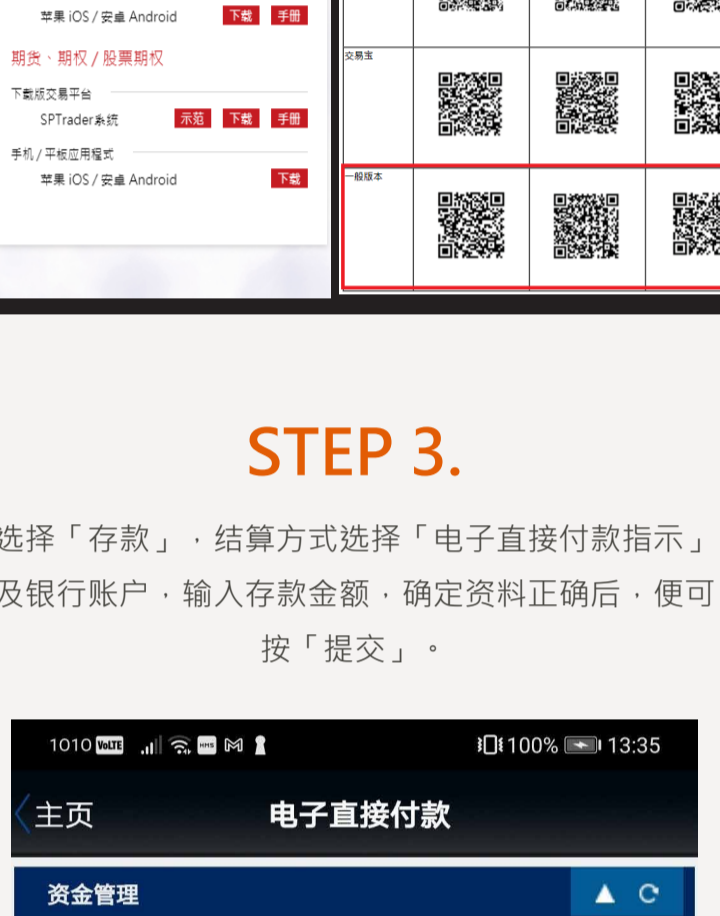 苹果 iOS / 安卓 Android 下载 手册
期货、期权 / 股票期权
下载版交易平台
SPTrader系统 示范 下载 手册
手机 / 平板应用程式
苹果 iOS / 安卓 Android 下载
交易宝
一般版本
STEP 3.
选择「存款」，结算方式选择「电子直接付款指示」
及银行账户，输入存款金额，确定资料正确后，便可
按「提交」。
1010 VoLTE HMS 100% 13:35
主页 电子直接付款
资金管理